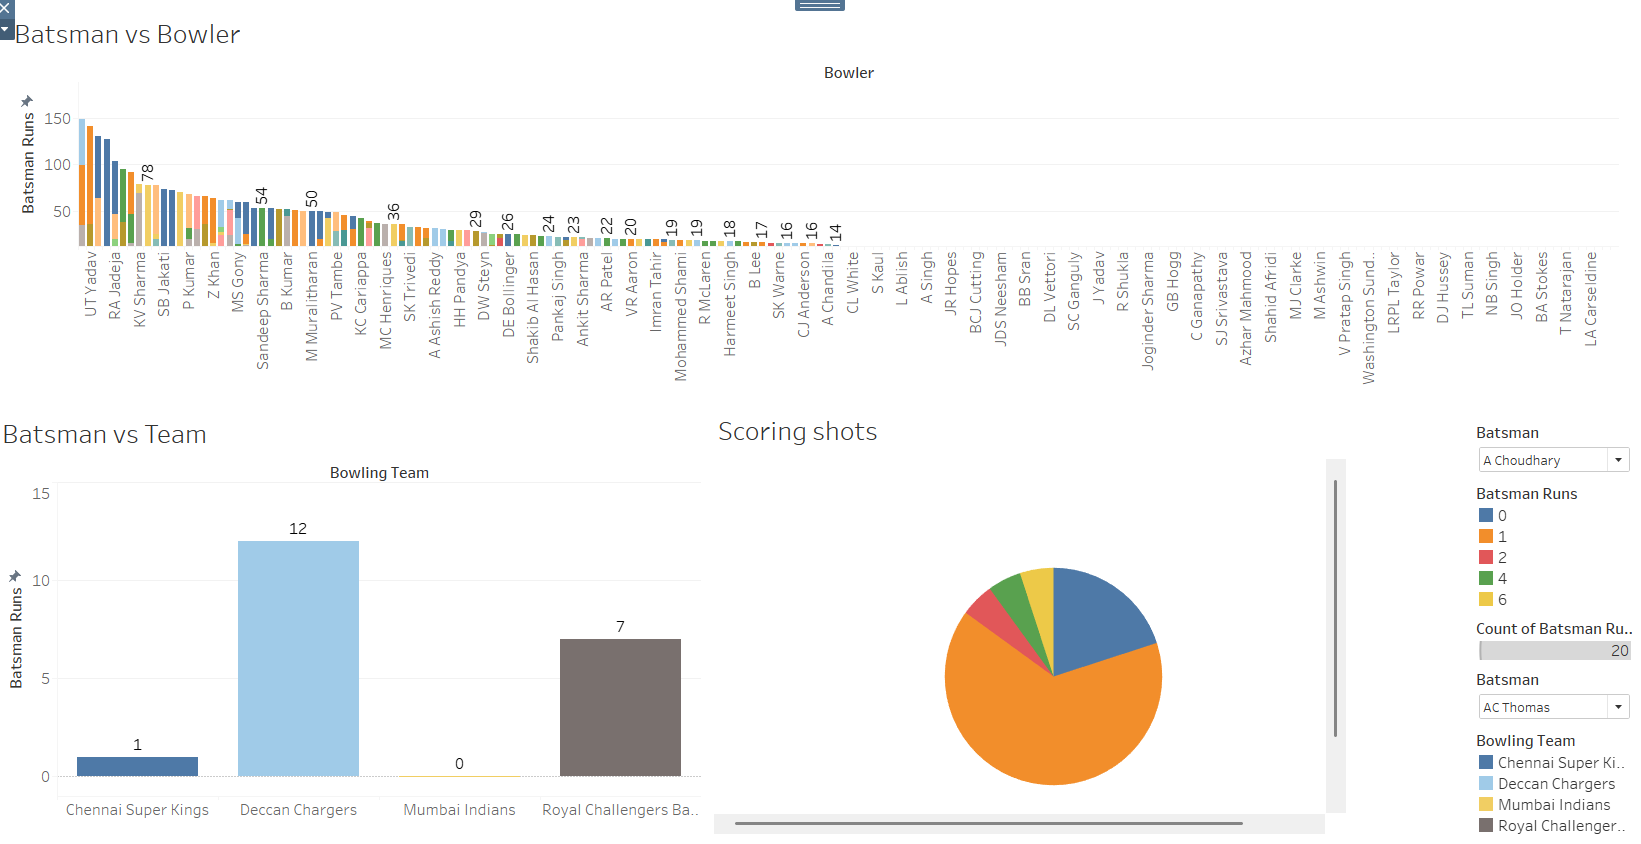 Batsman vs Bowler
Bowler
Batsman Runs
150
100
50
78
54
50
36
29
26
24
23
22
20
19
19
18
17
16
16
14
UT Yadav
RA Jadeja
KV Sharma
SB Jakati
P Kumar
Z Khan
MS Gony
Sandeep Sharma
B Kumar
M Muralitharan
PV Tambe
KC Cariappa
MC Henriques
SK Trivedi
A Ashish Reddy
HH Pandya
DW Steyn
DE Bollinger
Shakib Al Hasan
Pankaj Singh
Ankit Sharma
AR Patel
VR Aaron
Imran Tahir
Mohammed Shami
R McLaren
Harmeet Singh
B Lee
SK Warne
CJ Anderson
A Chandila
CL White
S Kaul
L Ablish
A Singh
JR Hopes
BCJ Cutting
JDS Neesham
BB Sran
DL Vettori
SC Ganguly
J Yadav
R Shukla
Joginder Sharma
GB Hogg
C Ganapathy
SJ Srivastava
Azhar Mahmood
Shahid Afridi
MJ Clarke
M Ashwin
V Pratap Singh
Washington Sund..
LRPL Taylor
RR Powar
DJ Hussey
TL Suman
NB Singh
JO Holder
BA Stokes
T Natarajan
LA Carseldine
Batsman vs Team
Bowling Team
Batsman Runs
15
10
5
0
1
12
0
7
Chennai Super Kings
Deccan Chargers
Mumbai Indians
Royal Challengers Ba..
Scoring shots
Batsman
A Choudhary
Batsman Runs
0
1
2
4
6
Count of Batsman Ru..
20
Batsman
AC Thomas
Bowling Team
Chennai Super Ki..
Deccan Chargers
Mumbai Indians
Royal Challenger..